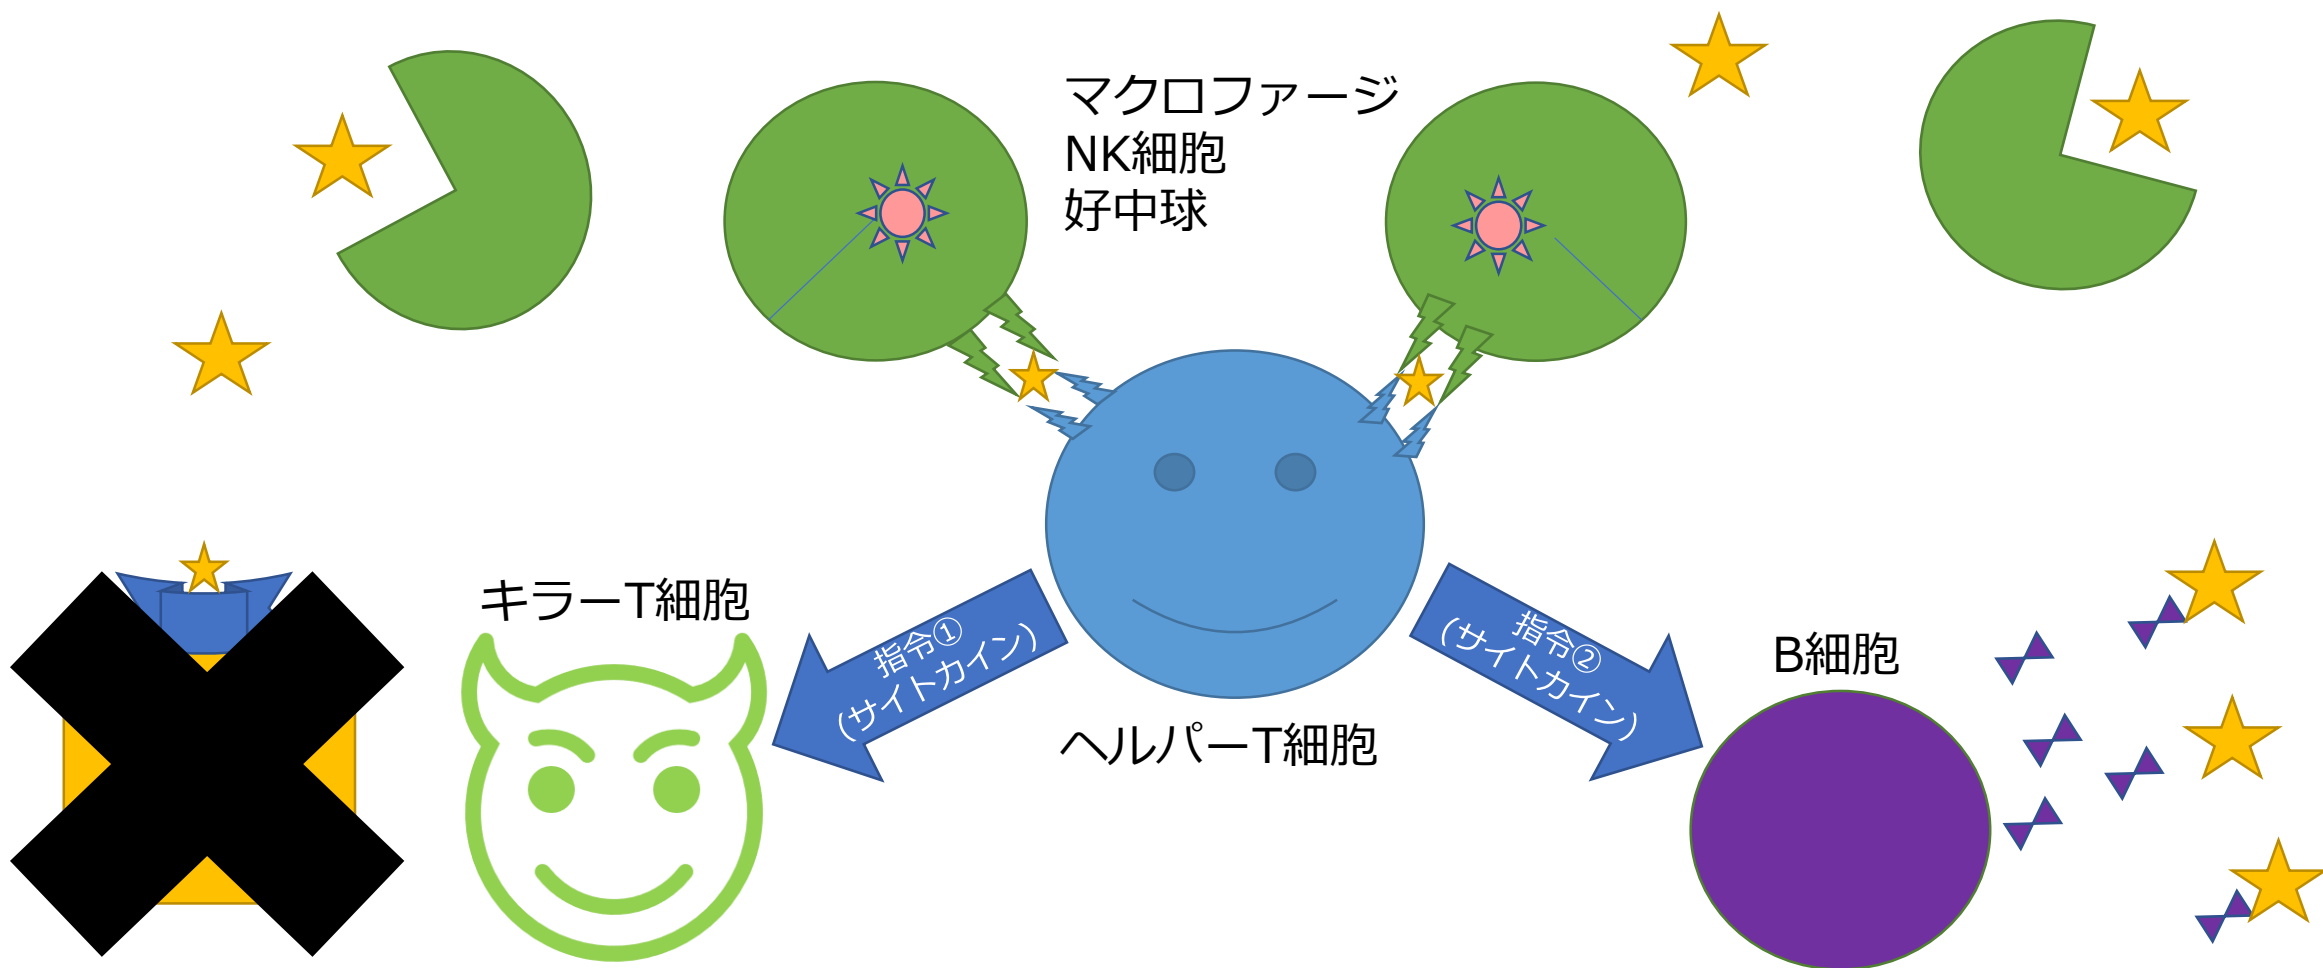 マクロファージ
NK細胞
好中球
キラーT細胞
指令①
（サイトカイン）
指令②
（サイトカイン）
B細胞
ヘルパーT細胞